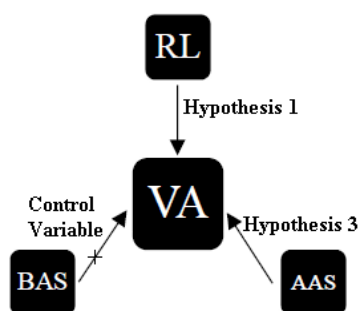 RL
Hypothesis 1
VA
Control
Variable
Hypothesis 3
BAS
AAS